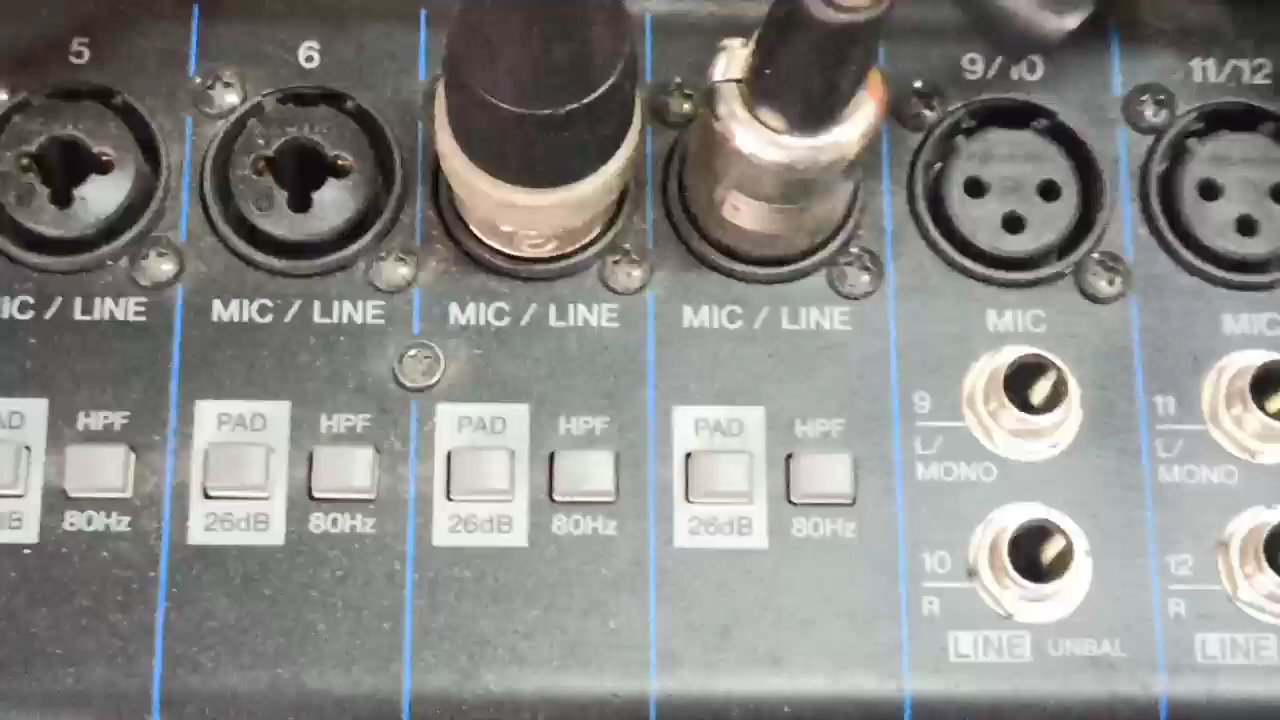 5
6
9/10
11/12
MIC / LINE
MIC / LINE
MIC / LINE
MIC / LINE
MIC
MIC
PAD
HPF
PAD
HPF
PAD
HPF
PAD
HPF
80Hz
26dB
80Hz
26dB
80Hz
26dB
80Hz
9
L/
MONO
11
L/
MONO
10
R
12
R
LINE UNBAL
LINE